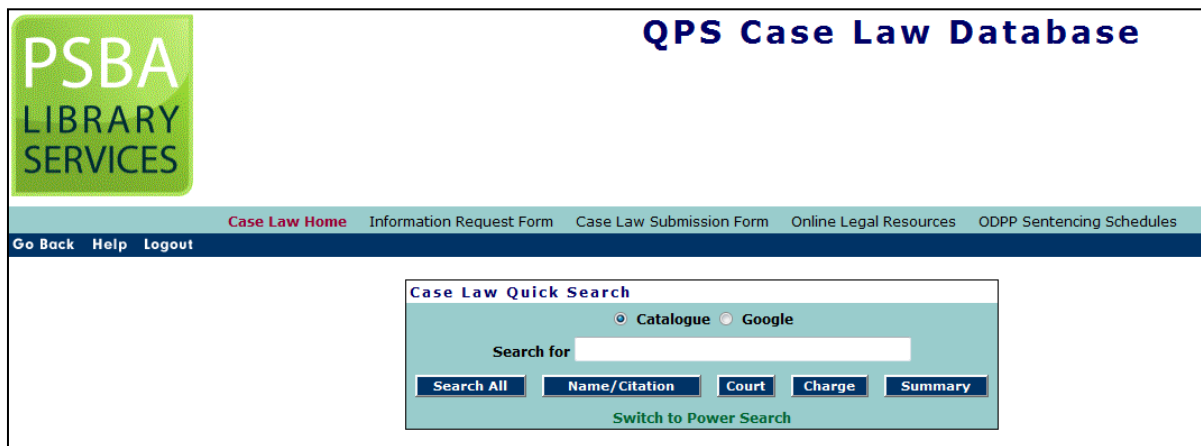 PSBA
LIBRARY
SERVICES
QPS Case Law Database
Case Law Home Information Request Form Case Law Submission Form Online Legal Resources ODPP Sentencing Schedules
Go Back Help Logout
Case Law Quick Search
Catalogue Google
Search for
Search All Name/Citation Court Charge Summary
Switch to Power Search